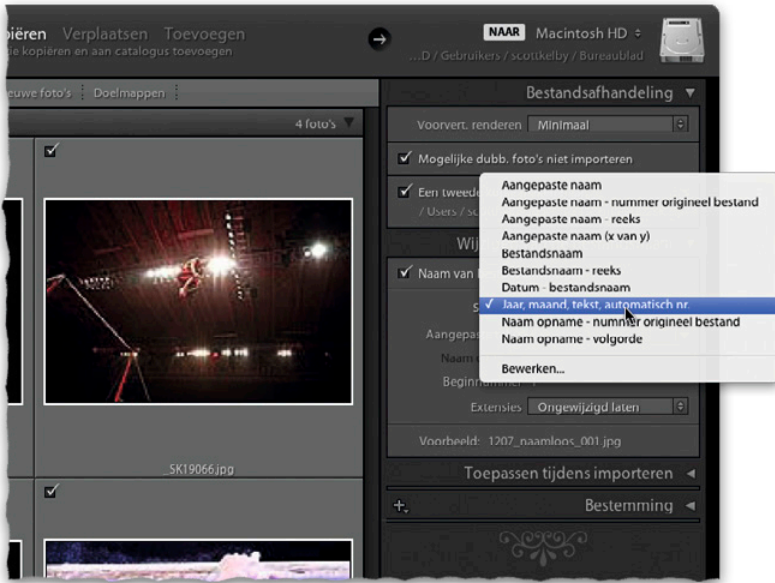 piëren Verplaatsen Toevoegen
gie kopiëren en aan catalogus toevoegen
NAAR Macintosh HD
...D / Gebruikers / scottkelby / Bureaublad
euwe foto's Doelmappen
4 foto's
Bestandsafhandeling
Voorvert. renderen Minimaal
Mogelijke dubb. foto's niet importeren
Een tweede
/ Users / sc
Aangepaste naam
Aangepaste naam - nummer origineel bestand
Aangepaste naam - reeks
Aangepaste naam (x van y)
Bestandsnaam
Bestandsnaam - reeks
Datum - bestandsnaam
Jaar, maand, tekst, automatisch nr.
Naam opname - nummer origineel bestand
Naam opname - volgorde
Bewerken...
Wij
Naam van
S
Aangepas
Naam o
Beginnummer
Extensies Ongewijzigd laten
Voorbeeld: 1207_naamloos_001.jpg
_SK19066.jpg
Toepassen tijdens importeren
Bestemming